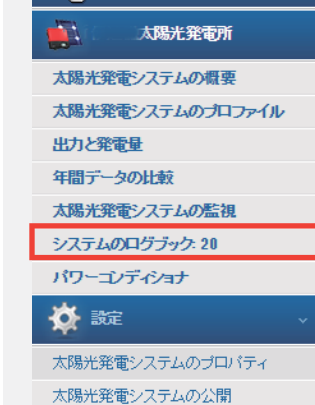 太陽光発電所
太陽光発電システムの概要
太陽光発電システムのプロファイル
出力と発電量
年間データの比較
太陽光発電システムの監視
システムのログブック: 20
パワーコンディショナ
設定
太陽光発電システムのプロパティ
太陽光発電システムの公開